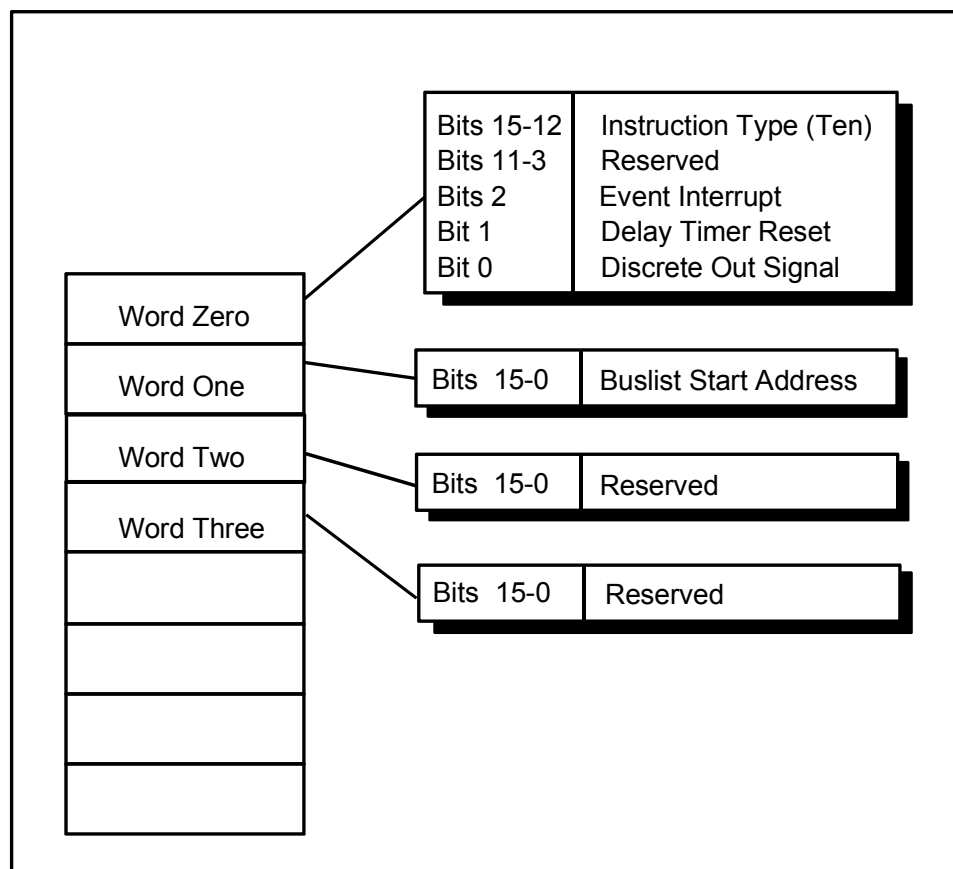 Bits 15-12 Instruction Type (Ten)
Bits 11-3 Reserved
Bits 2 Event Interrupt
Bit 1 Delay Timer Reset
Bit 0 Discrete Out Signal
Word Zero
Word One
Bits 15-0 Buslist Start Address
Word Two
Bits 15-0 Reserved
Word Three
Bits 15-0 Reserved